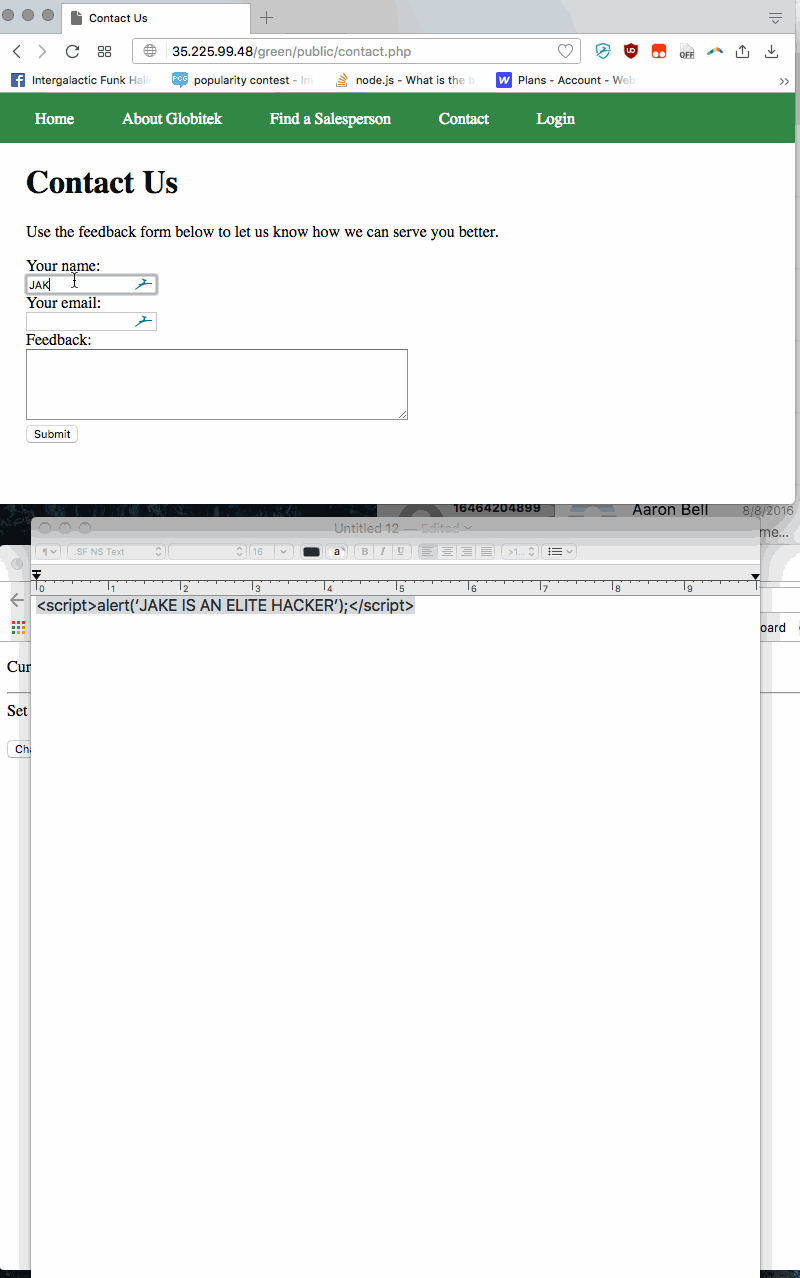 Contact Us
35.225.99.48/green/public/contact.php
Intergalactic Funk Hall
popularity contest - Im
node.js - What is the b
Plans - Account - Web
Home About Globitek Find a Salesperson Contact Login
Contact Us
Use the feedback form below to let us know how we can serve you better.
Your name:
JAK
Your email:
Feedback:
Submit
16464204899 Aaron Bell 8/8/2016
me...
Untitled 12 — Edited
SF NS Text 16 a B I U >1...
0 1 2 3 4 5 6 7 8 9
<script>alert(‘JAKE IS AN ELITE HACKER’);</script>
oard
Cur
Set
Cha